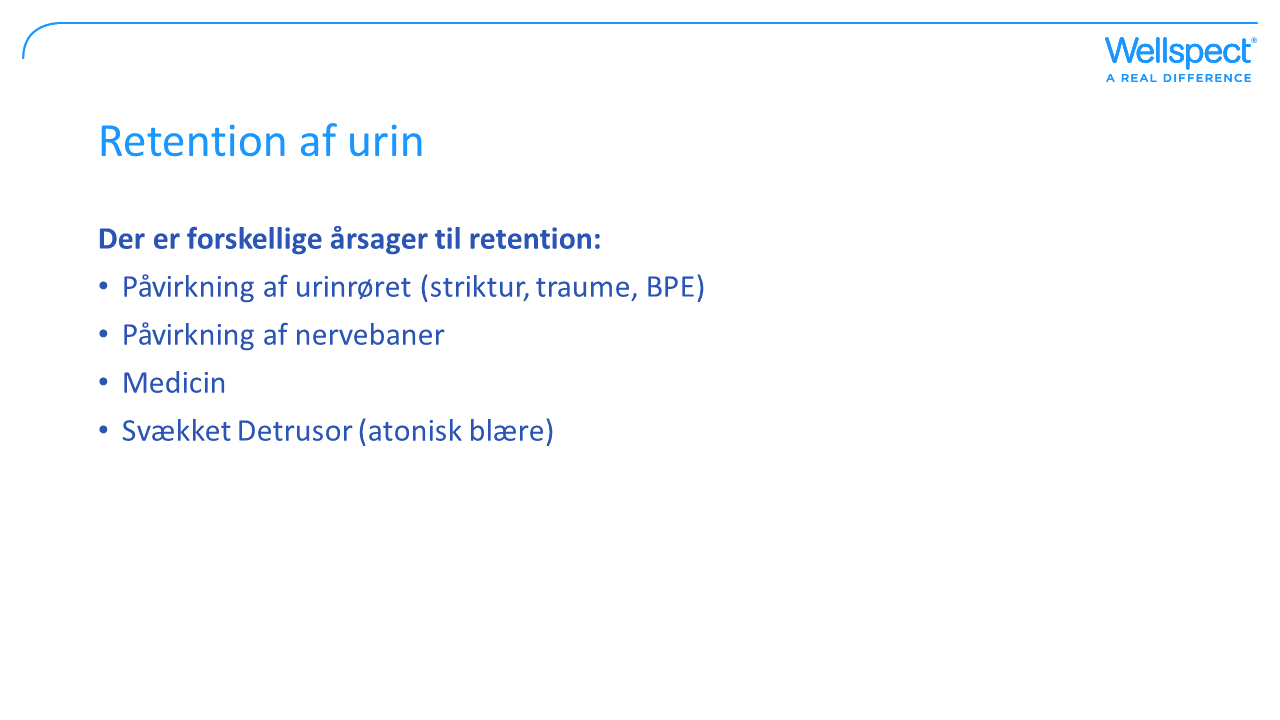 Wellspect®
A REAL DIFFERENCE
Retention af urin
Der er forskellige årsager til retention:
• Påvirkning af urinrøret (striktur, traume, BPE)
• Påvirkning af nervebaner
• Medicin
• Svækket Detrusor (atonisk blære)